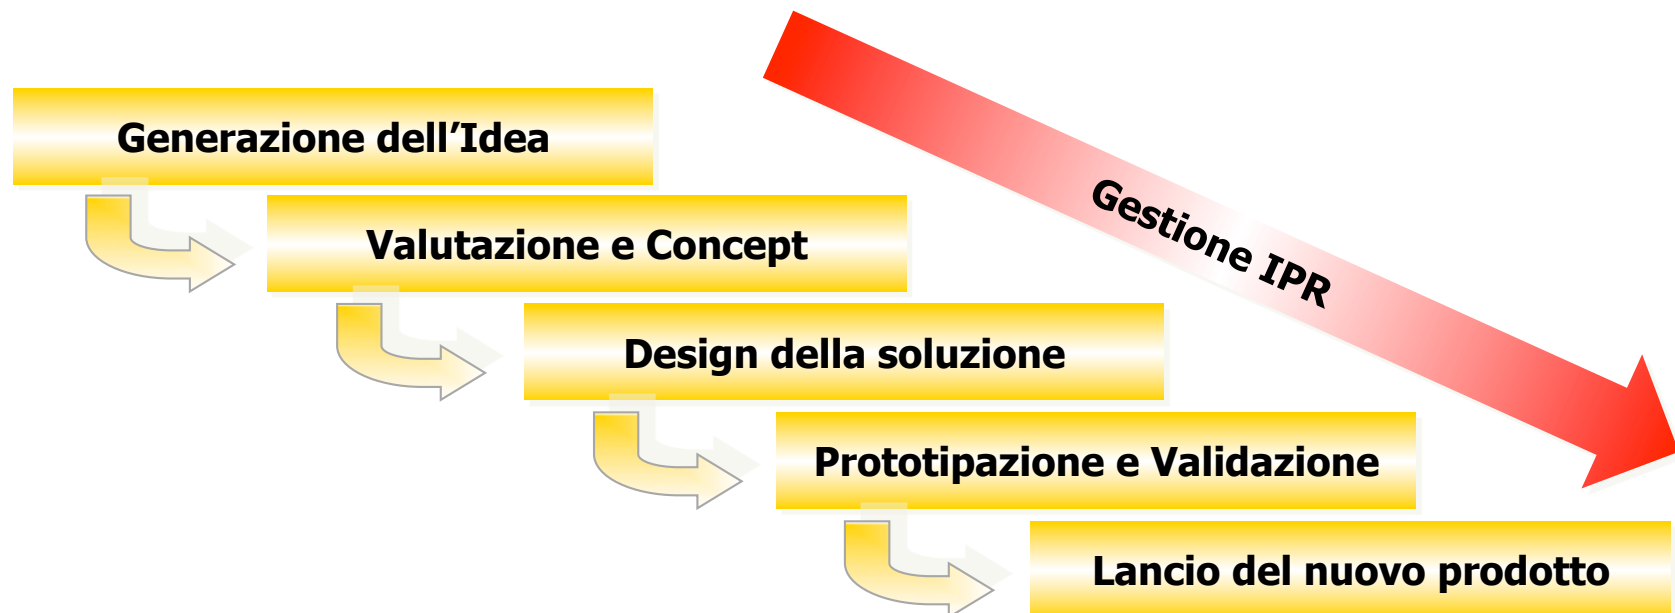 Generazione dell’Idea
Valutazione e Concept
Gestione IPR
Design della soluzione
Prototipazione e Validazione
Lancio del nuovo prodotto